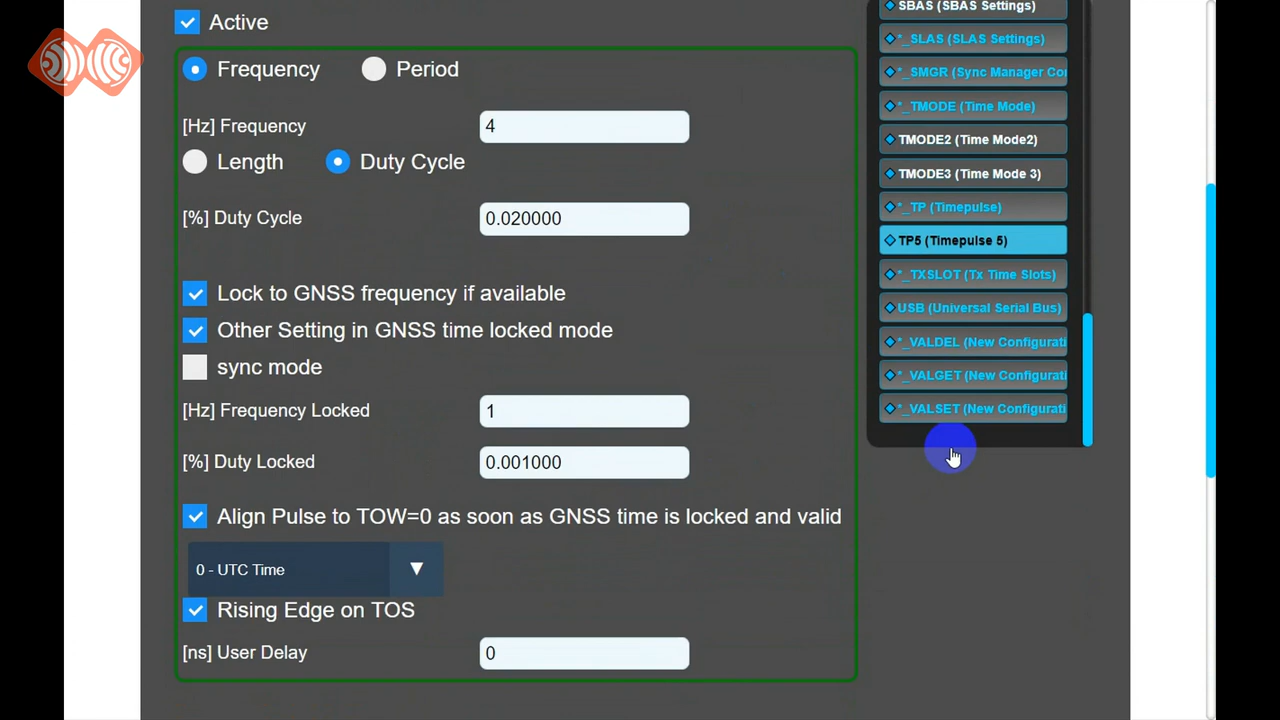 Active
Frequency Period
[Hz] Frequency 4
Length Duty Cycle
[%] Duty Cycle 0.020000
Lock to GNSS frequency if available
Other Setting in GNSS time locked mode
sync mode
[Hz] Frequency Locked 1
[%] Duty Locked 0.001000
Align Pulse to TOW=0 as soon as GNSS time is locked and valid
0 - UTC Time
Rising Edge on TOS
[ns] User Delay 0
SBAS (SBAS Settings)
*_SLAS (SLAS Settings)
*_SMGR (Sync Manager Cor
*_TMODE (Time Mode)
TMODE2 (Time Mode2)
TMODE3 (Time Mode 3)
*_TP (Timepulse)
TP5 (Timepulse 5)
*_TXSLOT (Tx Time Slots)
USB (Universal Serial Bus)
*_VALDEL (New Configurati
*_VALGET (New Configurati
*_VALSET (New Configurati